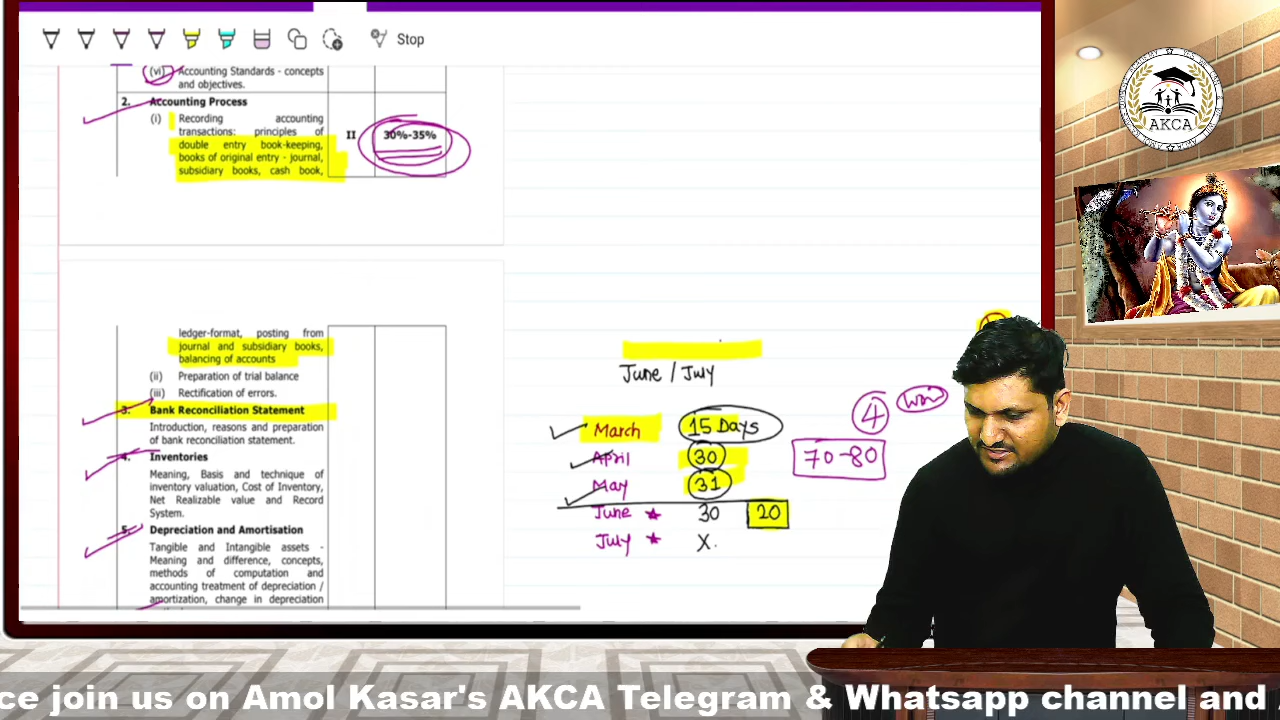 Stop
(vi) Accounting Standards - concepts
and objectives.
2. Accounting Process
(i) Recording accounting
transactions: principles of
double entry book-keeping,
books of original entry - journal,
subsidiary books, cash book,
II 30%-35%
ledger-format, posting from
journal and subsidiary books,
balancing of accounts
(ii) Preparation of trial balance
(iii) Rectification of errors.
3. Bank Reconciliation Statement
Introduction, reasons and preparation
of bank reconciliation statement.
4. Inventories
Meaning, Basis and technique of
inventory valuation, Cost of Inventory,
Net Realizable value and Record
System.
5. Depreciation and Amortisation
Tangible and Intangible assets -
Meaning and difference, concepts,
methods of computation and
accounting treatment of depreciation /
amortization, change in depreciation
June / July
March 15 Days
April 30
May 31
June ★ 30 20
July ★ X.
4
70-80
AKCA
ce join us on Amol Kasar's AKCA Telegram & Whatsapp channel and